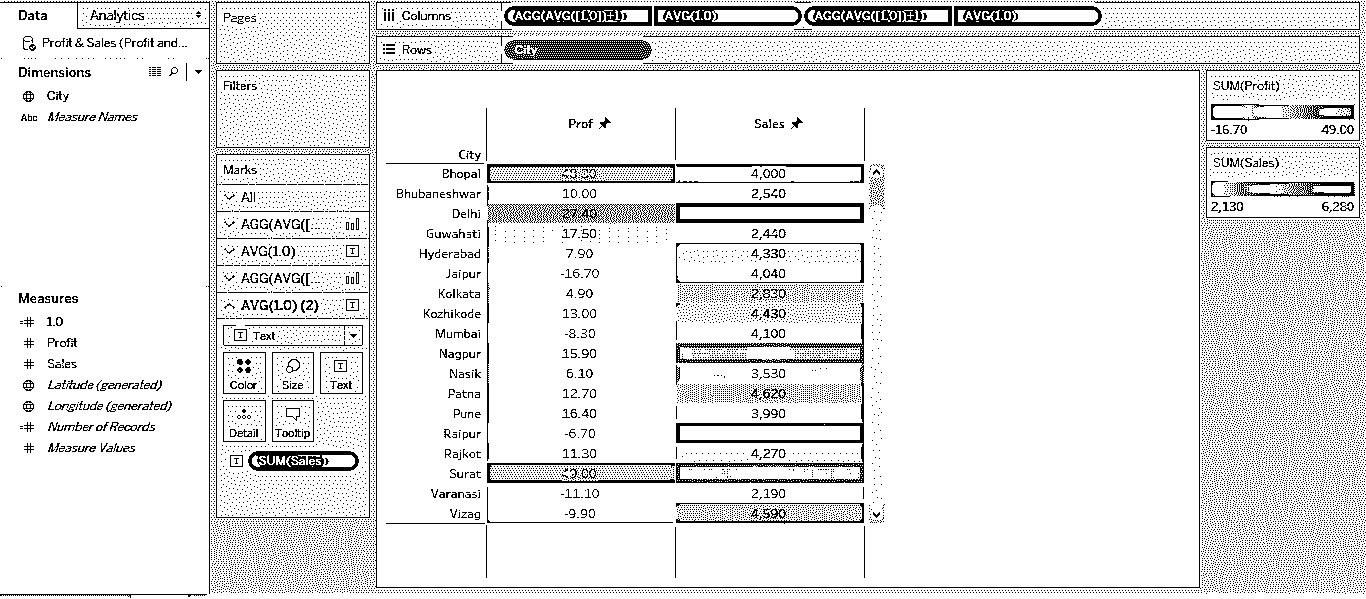 Data
Analytics
Profit & Sales (Profit and...
Dimensions
City
Abc Measure Names
Measures
=# 1.0
# Profit
# Sales
Latitude (generated)
Longitude (generated)
=# Number of Records
# Measure Values
Pages
Filters
Marks
All
AGG(AVG([...
AVG(1.0)
AGG(AVG([...
AVG(1.0) (2)
Text
Color Size Text
Detail Tooltip
SUM(Sales)
Columns AGG(AVG([1.0])+1) AVG(1.0) AGG(AVG([1.0])+1) AVG(1.0)
Rows City
Prof Sales
City
Bhopal 4,000
Bhubaneshwar 10.00 2,540
Delhi 27.40
Guwahati 17.50 2,440
Hyderabad 7.90 4,330
Jaipur -16.70 4,040
Kolkata 4.90 2,830
Kozhikode 13.00 4,430
Mumbai -8.30 4,100
Nagpur 15.90
Nasik 6.10 3,530
Patna 12.70 4,620
Pune 16.40 3,990
Raipur -6.70
Rajkot 11.30 4,270
Surat
Varanasi -11.10 2,190
Vizag -9.90 4,590
SUM(Profit)
-16.70 49.00
SUM(Sales)
2,130 6,280